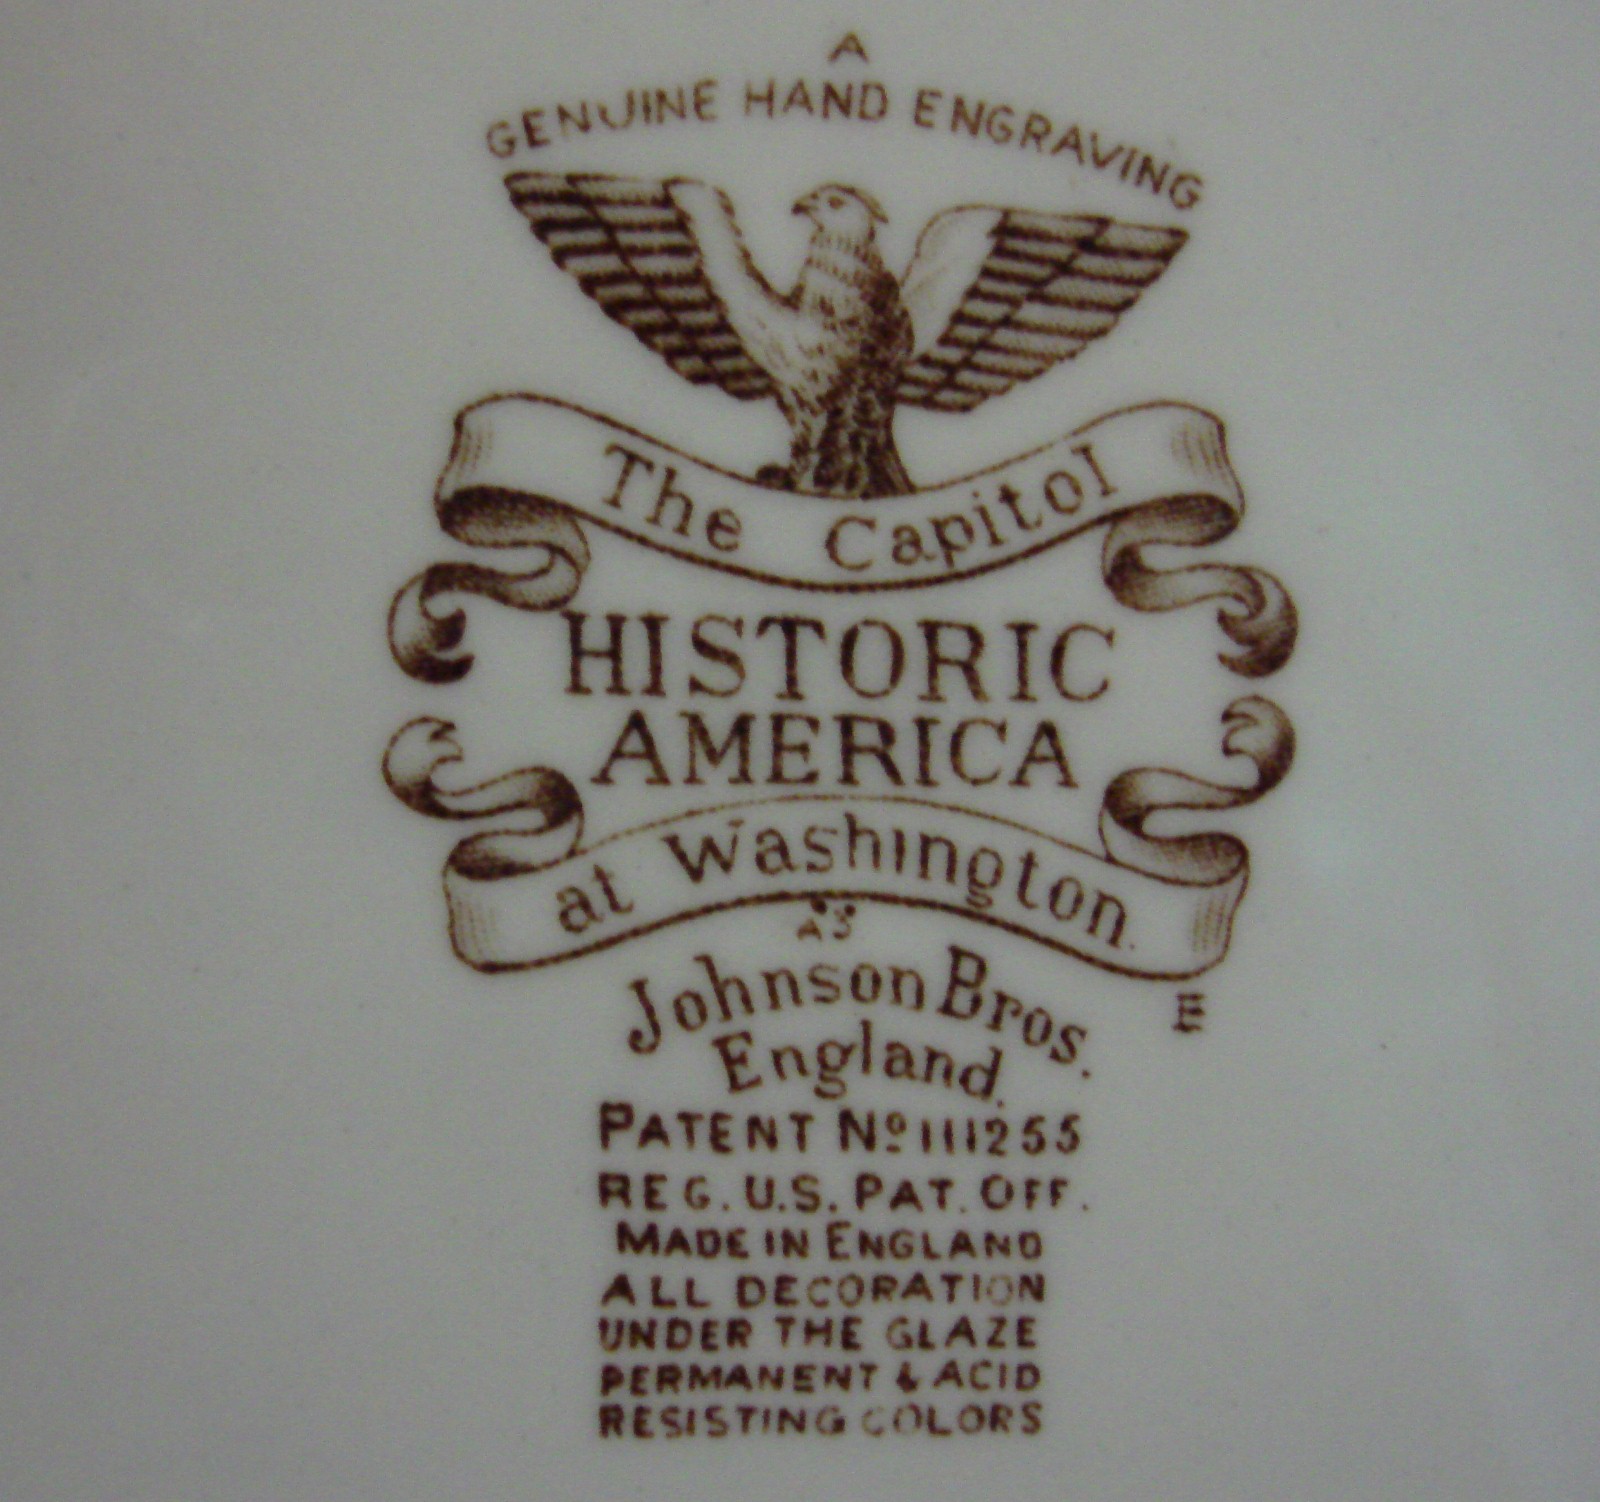 A
GENUINE HAND ENGRAVING
The Capitol
HISTORIC
AMERICA
at Washington.
Johnson Bros.
England.
PATENT Nº 111255
REG. U.S. PAT. OFF.
MADE IN ENGLAND
ALL DECORATION
UNDER THE GLAZE
PERMANENT & ACID
RESISTING COLORS